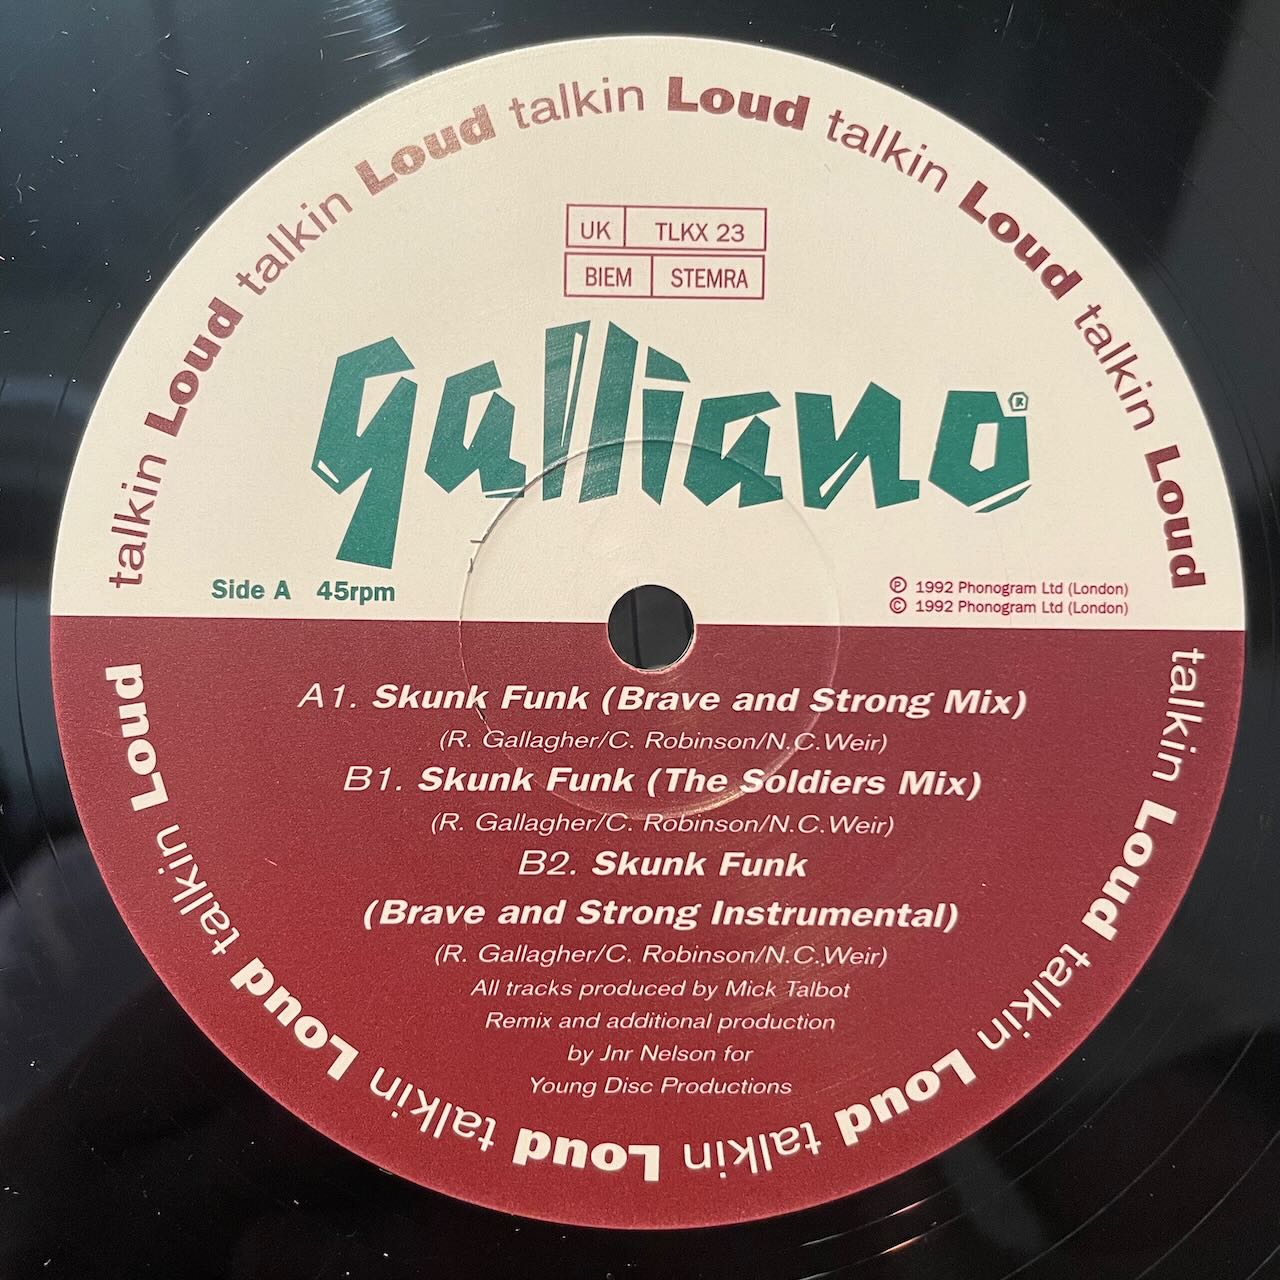 talkin Loud talkin Loud talkin Loud talkin Loud talkin Loud talkin Loud talkin Loud talkin Loud talkin Loud talkin Loud talkin Loud
UK TLKX 23
BIEM STEMRA
galliano®
Side A 45rpm
℗ 1992 Phonogram Ltd (London)
© 1992 Phonogram Ltd (London)
A1. Skunk Funk (Brave and Strong Mix)
(R. Gallagher/C. Robinson/N.C.Weir)
B1. Skunk Funk (The Soldiers Mix)
(R. Gallagher/C. Robinson/N.C.Weir)
B2. Skunk Funk
(Brave and Strong Instrumental)
(R. Gallagher/C. Robinson/N.C.Weir)
All tracks produced by Mick Talbot
Remix and additional production
by Jnr Nelson for
Young Disc Productions